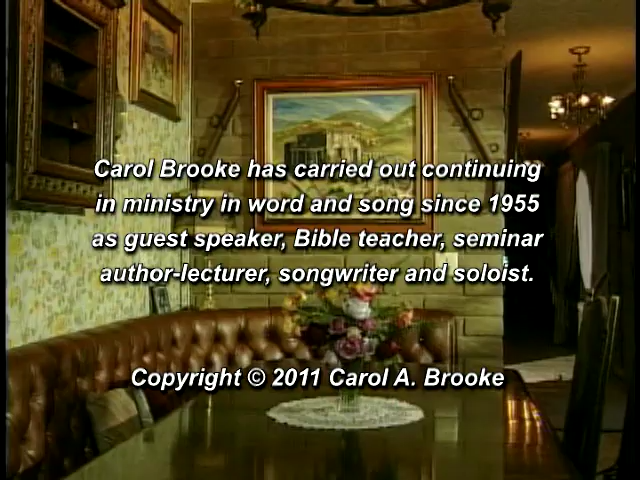 Carol Brooke has carried out continuing
in ministry in word and song since 1955
as guest speaker, Bible teacher, seminar
author-lecturer, songwriter and soloist.
Copyright © 2011 Carol A. Brooke